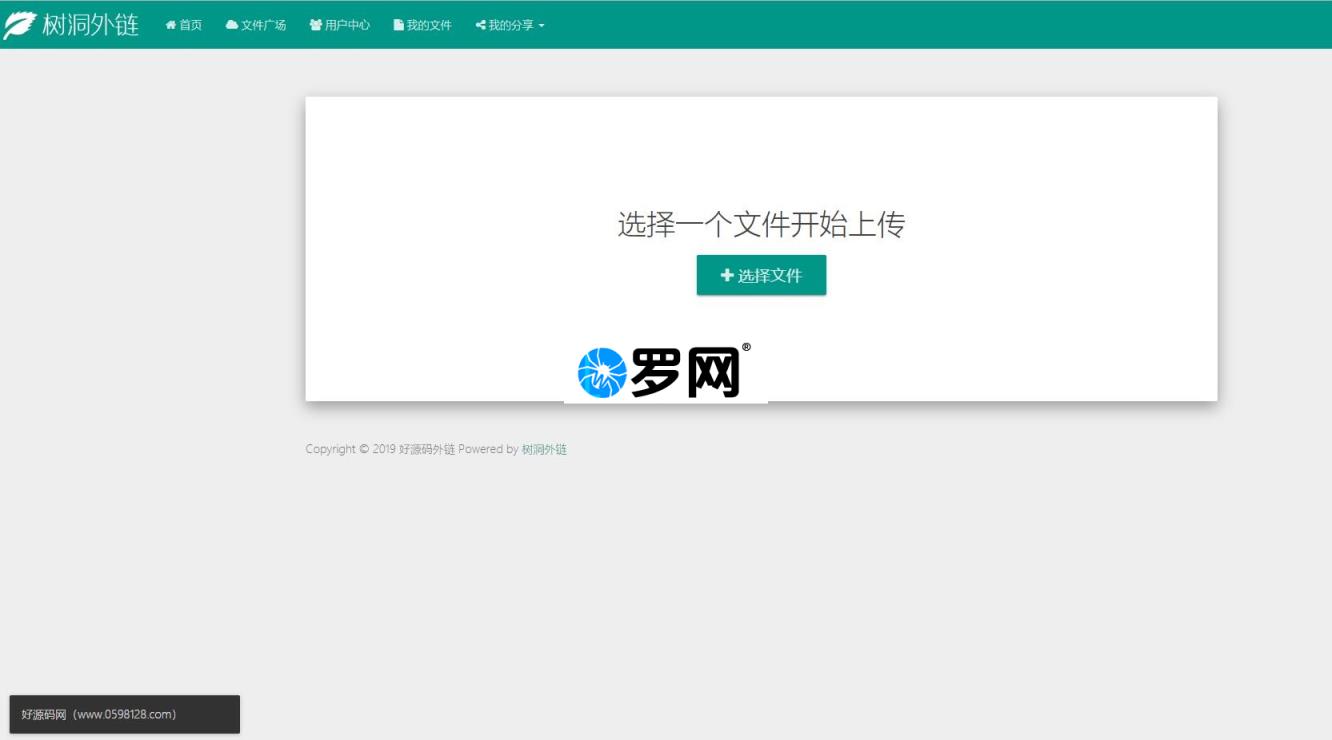 树洞外链 首页 文件广场 用户中心 我的文件 我的分享
选择一个文件开始上传
选择文件
罗网®
Copyright © 2019 好源码外链 Powered by 树洞外链
好源码网（www.0598128.com）